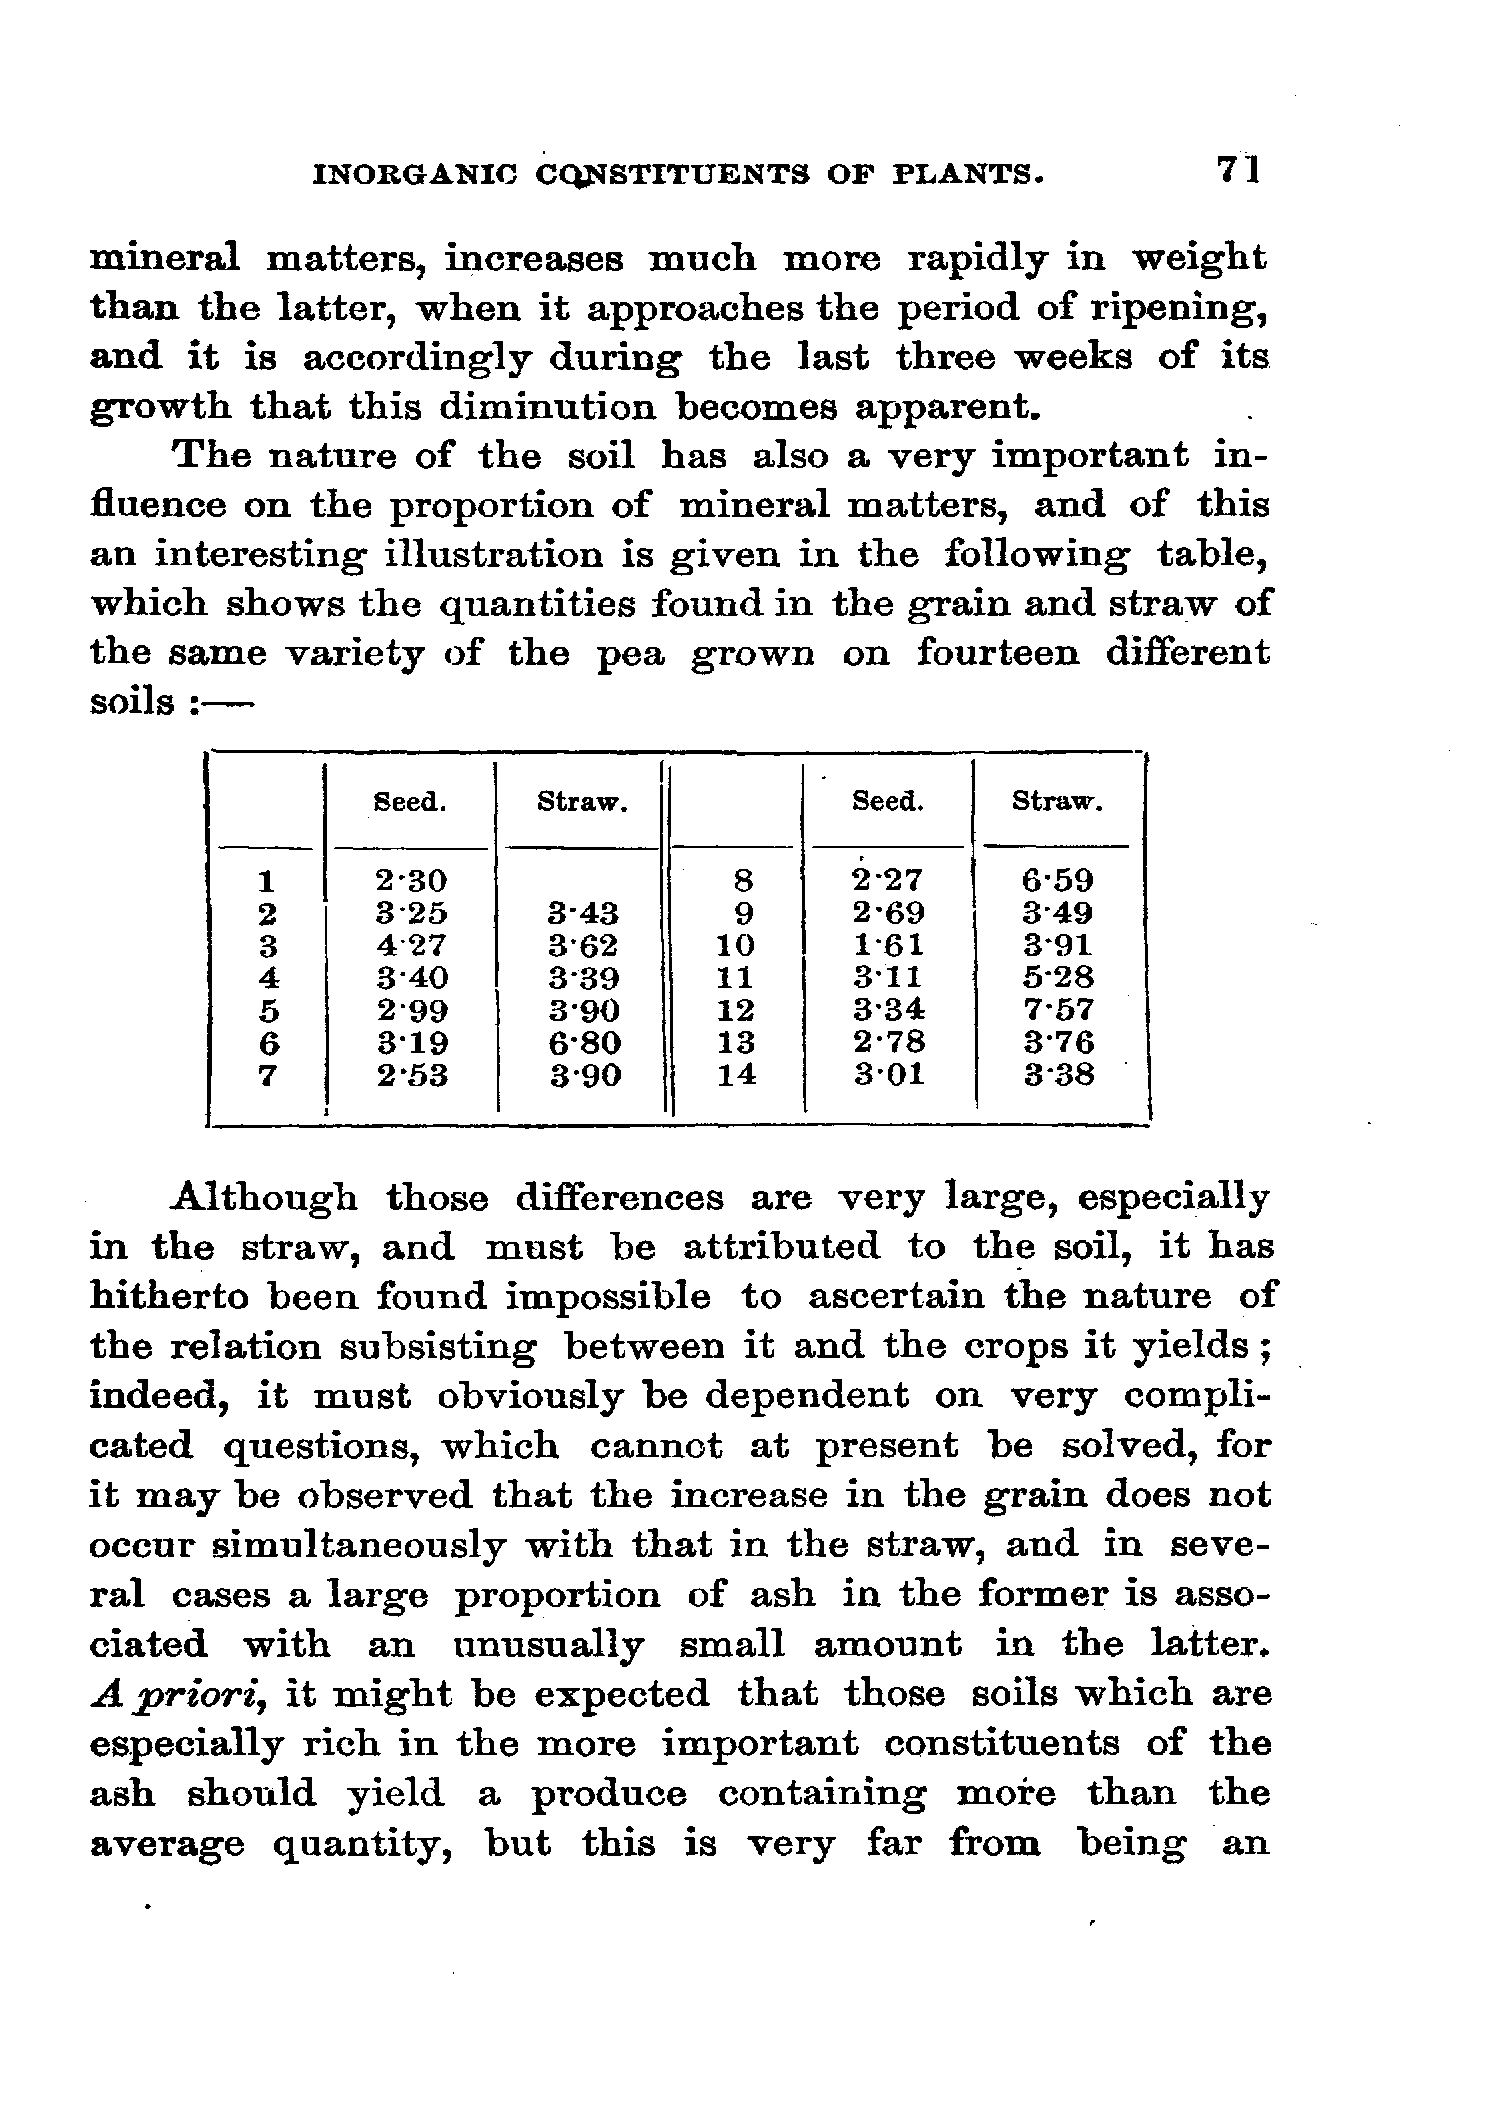 INORGANIC CONSTITUENTS OF PLANTS. 71
mineral matters, increases much more rapidly in weight
than the latter, when it approaches the period of ripening,
and it is accordingly during the last three weeks of its
growth that this diminution becomes apparent.
The nature of the soil has also a very important in-
fluence on the proportion of mineral matters, and of this
an interesting illustration is given in the following table,
which shows the quantities found in the grain and straw of
the same variety of the pea grown on fourteen different
soils :—
Seed. Straw. Seed. Straw.
1 2·30 8 2·27 6·59
2 3·25 3·43 9 2·69 3·49
3 4·27 3·62 10 1·61 3·91
4 3·40 3·39 11 3·11 5·28
5 2·99 3·90 12 3·34 7·57
6 3·19 6·80 13 2·78 3·76
7 2·53 3·90 14 3·01 3·38
Although those differences are very large, especially
in the straw, and must be attributed to the soil, it has
hitherto been found impossible to ascertain the nature of
the relation subsisting between it and the crops it yields ;
indeed, it must obviously be dependent on very compli-
cated questions, which cannot at present be solved, for
it may be observed that the increase in the grain does not
occur simultaneously with that in the straw, and in seve-
ral cases a large proportion of ash in the former is asso-
ciated with an unusually small amount in the latter.
A priori, it might be expected that those soils which are
especially rich in the more important constituents of the
ash should yield a produce containing more than the
average quantity, but this is very far from being an